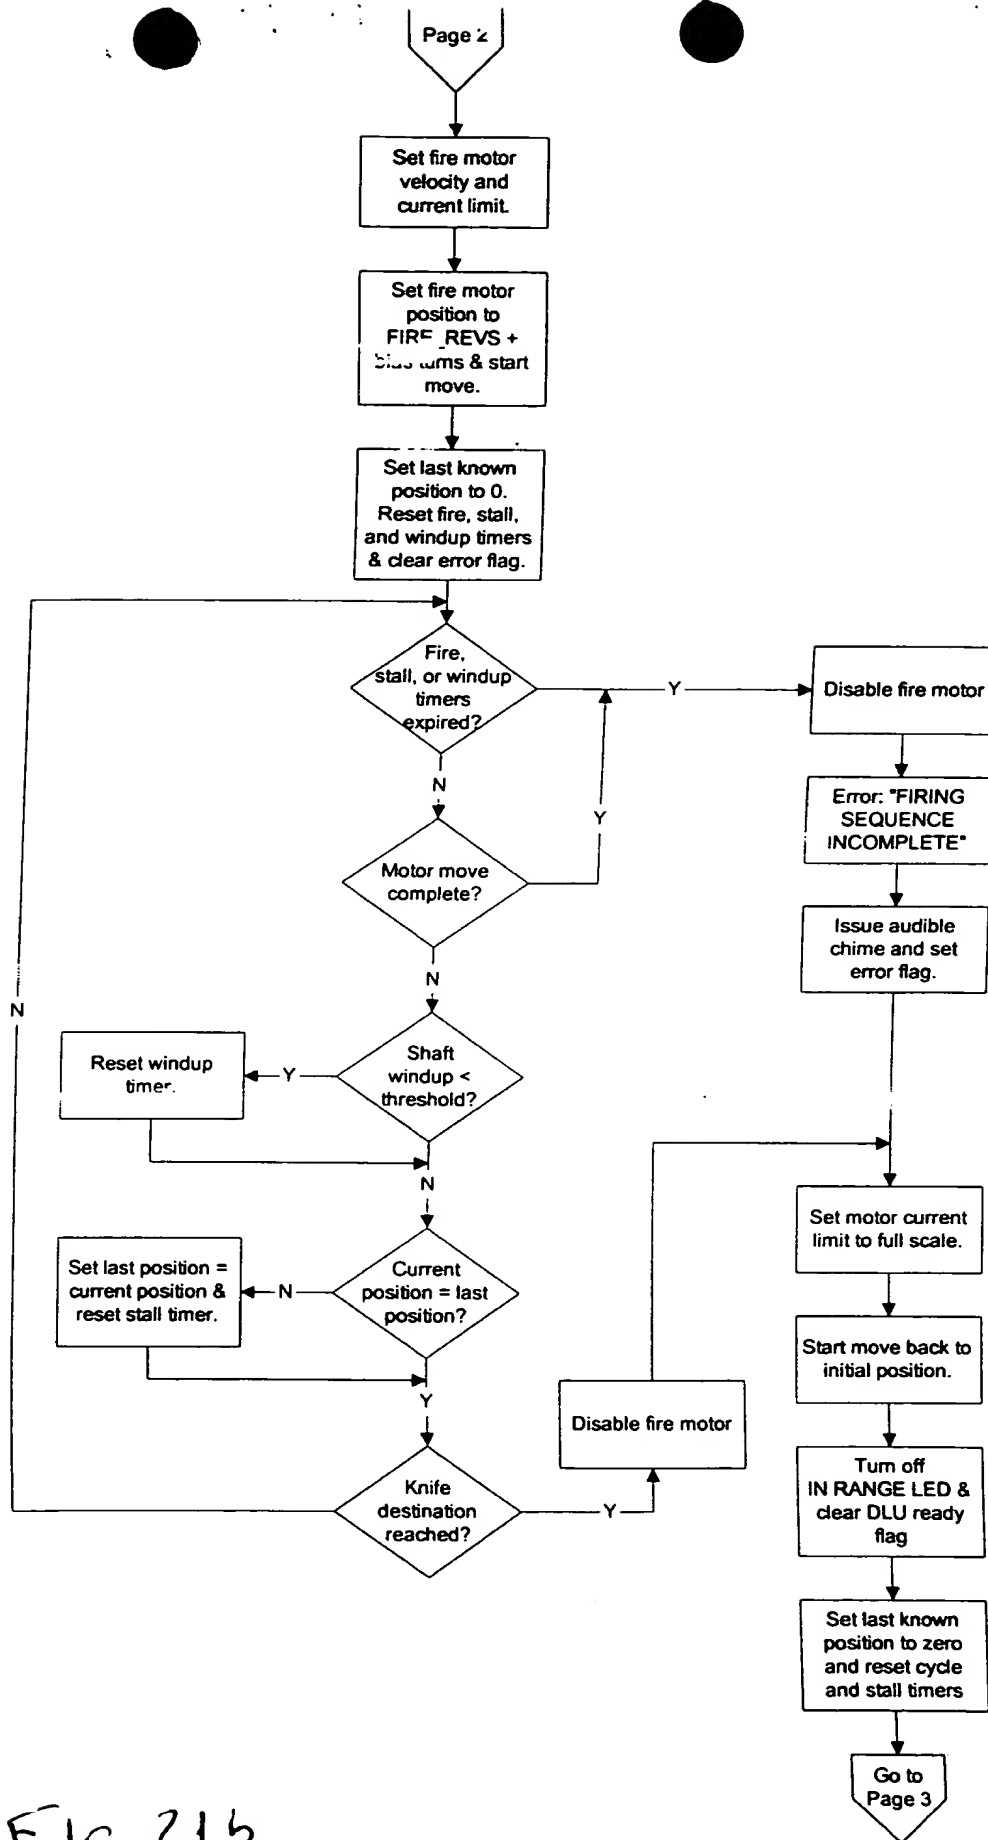 Page 2
Set fire motor
velocity and
current limit.
Set fire motor
position to
FIRE_REVS +
& start
move.
Set last known
position to 0.
Reset fire, stall,
and windup timers
& clear error flag.
Fire,
stall, or windup
timers
expired?
Y
Disable fire motor
N
Error: "FIRING
SEQUENCE
INCOMPLETE"
Y
Motor move
complete?
Issue audible
chime and set
error flag.
N
N
Shaft
windup <
threshold?
Y
Reset windup
timer.
N
Set motor current
limit to full scale.
Current
position = last
position?
N
Set last position =
current position &
reset stall timer.
Start move back to
initial position.
Y
Disable fire motor
Knife
destination
reached?
Y
Turn off
IN RANGE LED &
clear DLU ready
flag
Set last known
position to zero
and reset cycle
and stall timers
Go to
Page 3
FIG 21b